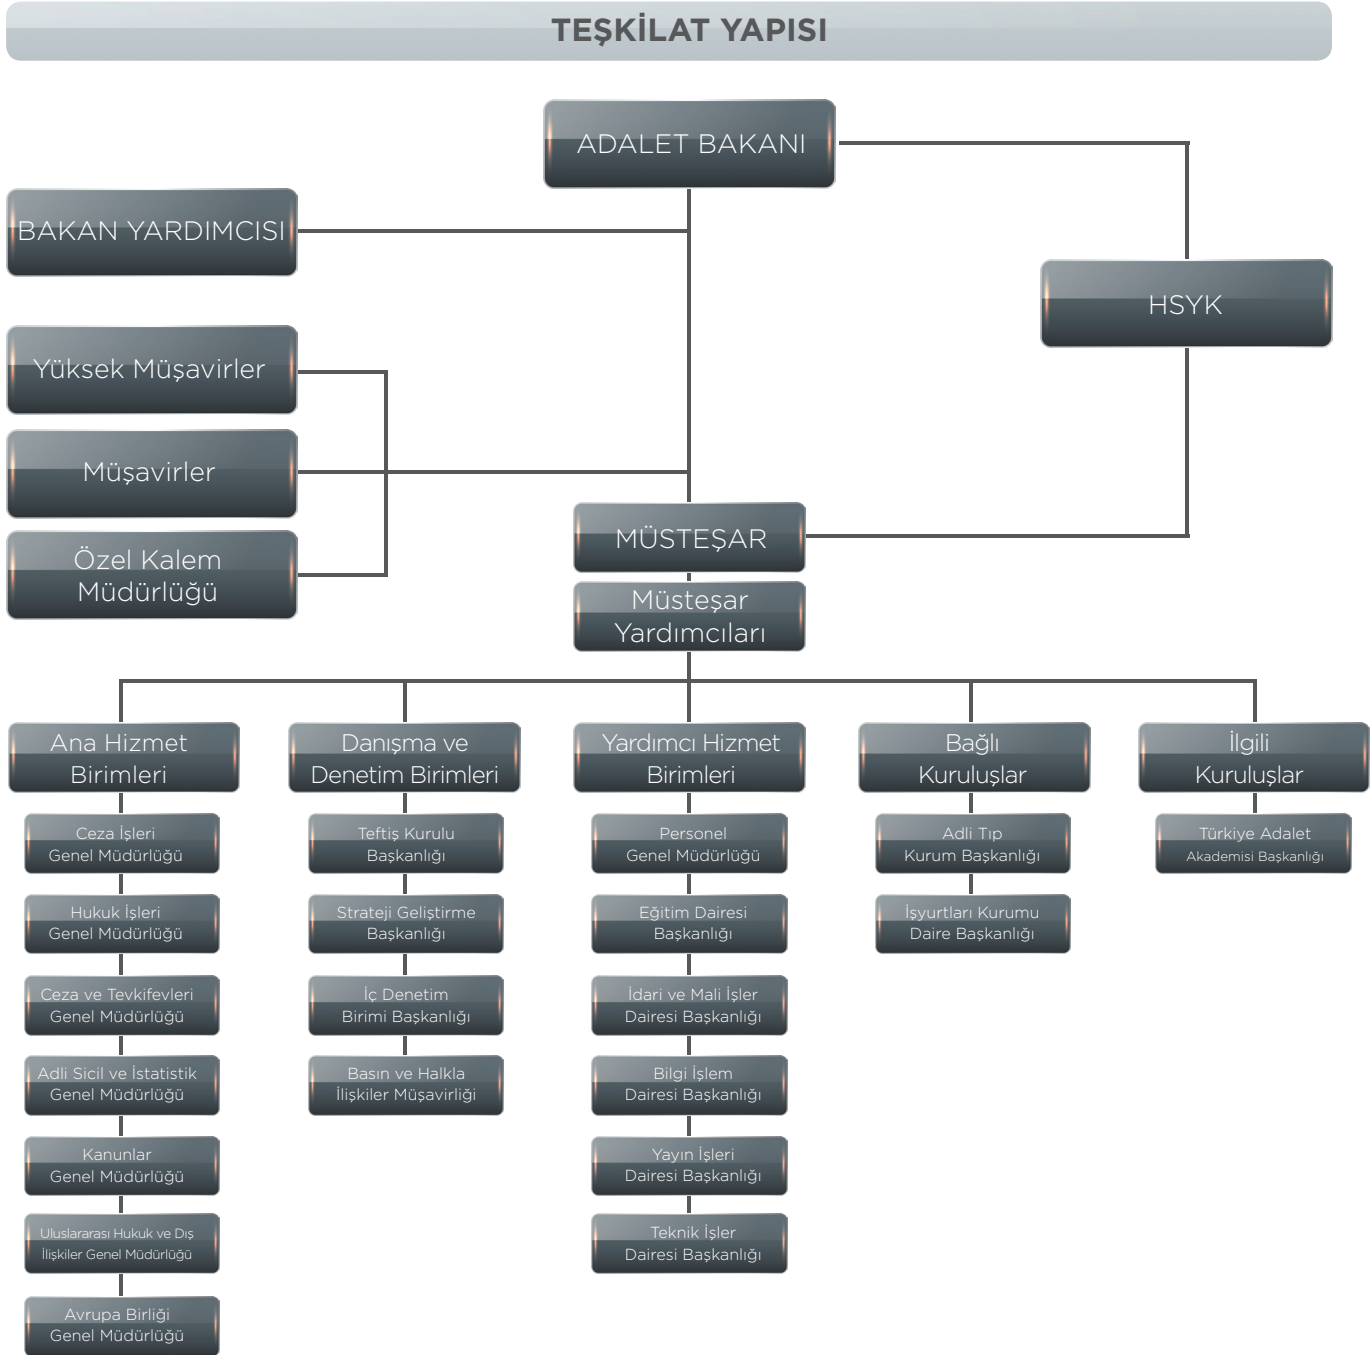 TEŞKİLAT YAPISI
ADALET BAKANI
BAKAN YARDIMCISI
HSYK
Yüksek Müşavirler
Müşavirler
Özel Kalem
Müdürlüğü
MÜSTEŞAR
Müsteşar
Yardımcıları
Ana Hizmet
Birimleri
Ceza İşleri
Genel Müdürlüğü
Hukuk İşleri
Genel Müdürlüğü
Ceza ve Tevkifevleri
Genel Müdürlüğü
Adli Sicil ve İstatistik
Genel Müdürlüğü
Kanunlar
Genel Müdürlüğü
Uluslararası Hukuk ve Dış
İlişkiler Genel Müdürlüğü
Avrupa Birliği
Genel Müdürlüğü
Danışma ve
Denetim Birimleri
Teftiş Kurulu
Başkanlığı
Strateji Geliştirme
Başkanlığı
İç Denetim
Birimi Başkanlığı
Basın ve Halkla
İlişkiler Müşavirliği
Yardımcı Hizmet
Birimleri
Personel
Genel Müdürlüğü
Eğitim Dairesi
Başkanlığı
İdari ve Mali İşler
Dairesi Başkanlığı
Bilgi İşlem
Dairesi Başkanlığı
Yayın İşleri
Dairesi Başkanlığı
Teknik İşler
Dairesi Başkanlığı
Bağlı
Kuruluşlar
Adli Tıp
Kurum Başkanlığı
İşyurtları Kurumu
Daire Başkanlığı
İlgili
Kuruluşlar
Türkiye Adalet
Akademisi Başkanlığı